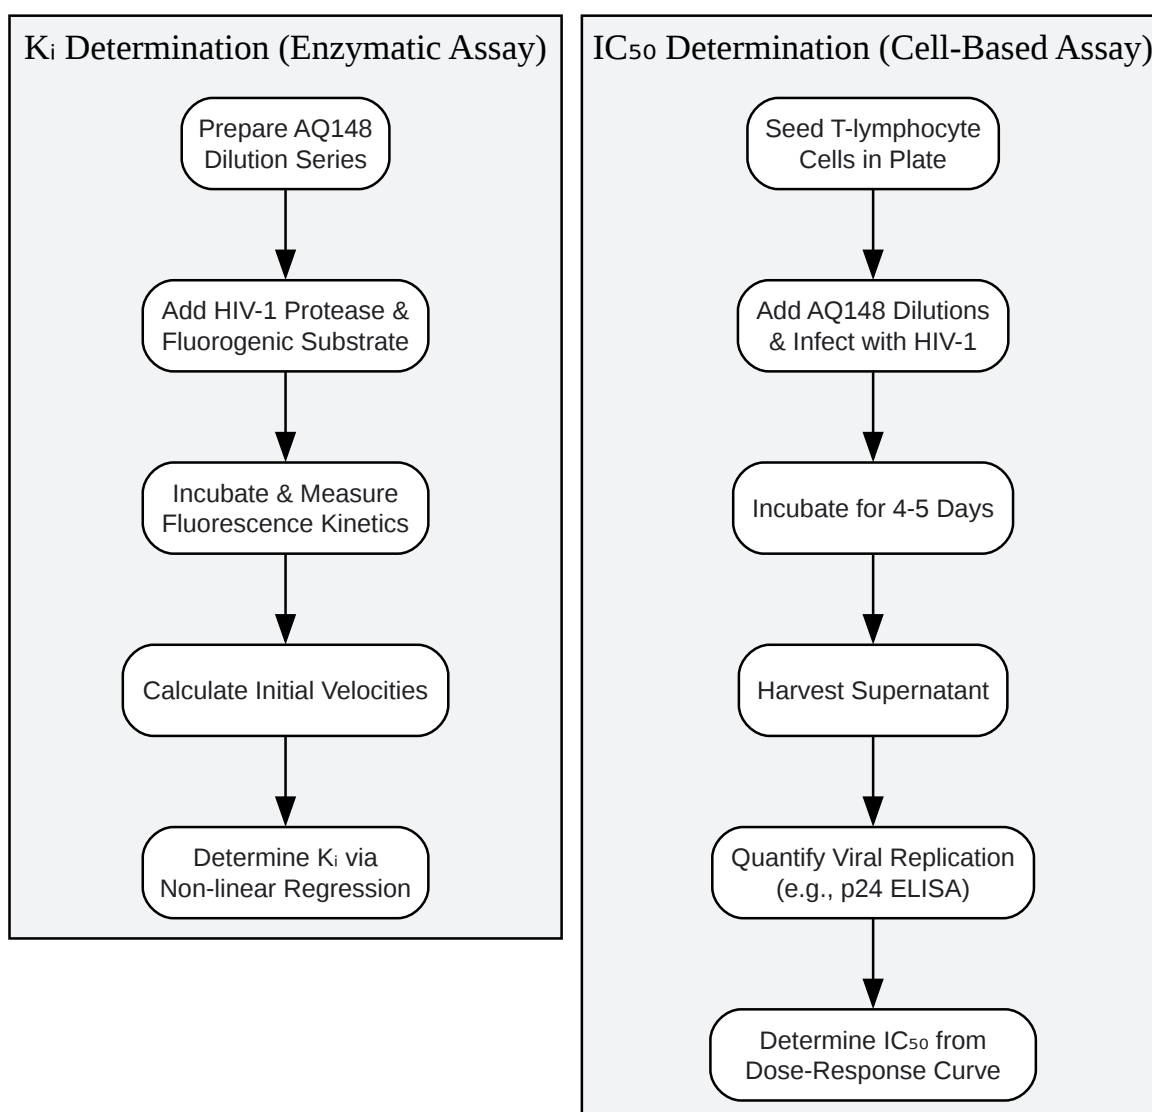 Kᵢ Determination (Enzymatic Assay)
Prepare AQ148
Dilution Series
Add HIV-1 Protease &
Fluorogenic Substrate
Incubate & Measure
Fluorescence Kinetics
Calculate Initial Velocities
Determine Kᵢ via
Non-linear Regression
IC₅₀ Determination (Cell-Based Assay)
Seed T-lymphocyte
Cells in Plate
Add AQ148 Dilutions
& Infect with HIV-1
Incubate for 4-5 Days
Harvest Supernatant
Quantify Viral Replication
(e.g., p24 ELISA)
Determine IC₅₀ from
Dose-Response Curve